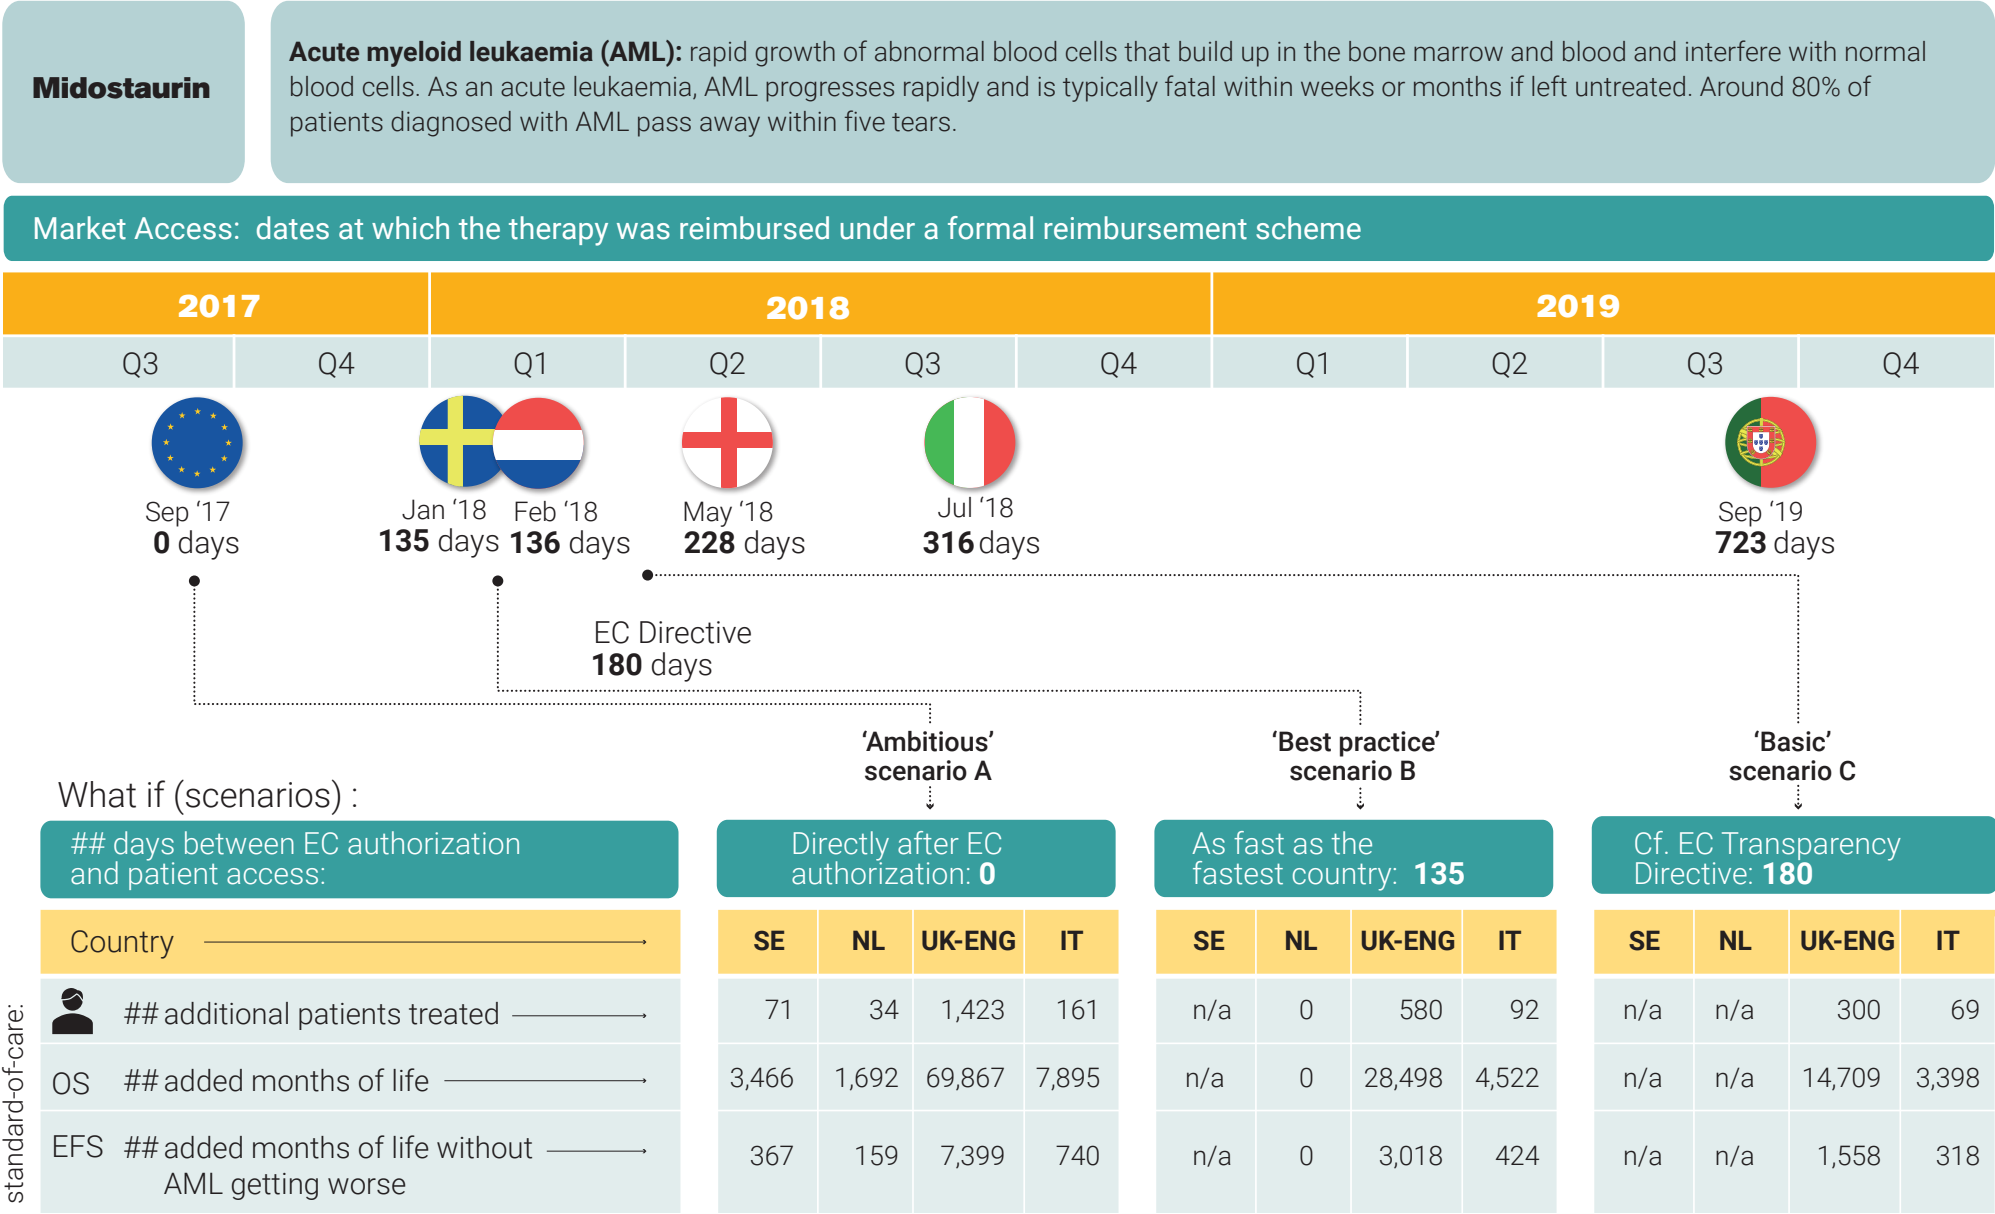 Midostaurin
Acute myeloid leukaemia (AML): rapid growth of abnormal blood cells that build up in the bone marrow and blood and interfere with normal
blood cells. As an acute leukaemia, AML progresses rapidly and is typically fatal within weeks or months if left untreated. Around 80% of
patients diagnosed with AML pass away within five tears.
Market Access: dates at which the therapy was reimbursed under a formal reimbursement scheme
2017 2018 2019
Q3 Q4 Q1 Q2 Q3 Q4 Q1 Q2 Q3 Q4
Sep ‘17 Jan ‘18 Feb ‘18 May ‘18 Jul ‘18 Sep ‘19
0 days 135 days 136 days 228 days 316 days 723 days
EC Directive
180 days
‘Ambitious’ ‘Best practice’ ‘Basic’
scenario A scenario B scenario C
What if (scenarios) :
## days between EC authorization
and patient access:
Directly after EC
authorization: 0
As fast as the
fastest country: 135
Cf. EC Transparency
Directive: 180
Country SE NL UK-ENG IT SE NL UK-ENG IT SE NL UK-ENG IT
standard-of-care:
## additional patients treated 71 34 1,423 161 n/a 0 580 92 n/a n/a 300 69
OS ## added months of life 3,466 1,692 69,867 7,895 n/a 0 28,498 4,522 n/a n/a 14,709 3,398
EFS ## added months of life without 367 159 7,399 740 n/a 0 3,018 424 n/a n/a 1,558 318
AML getting worse